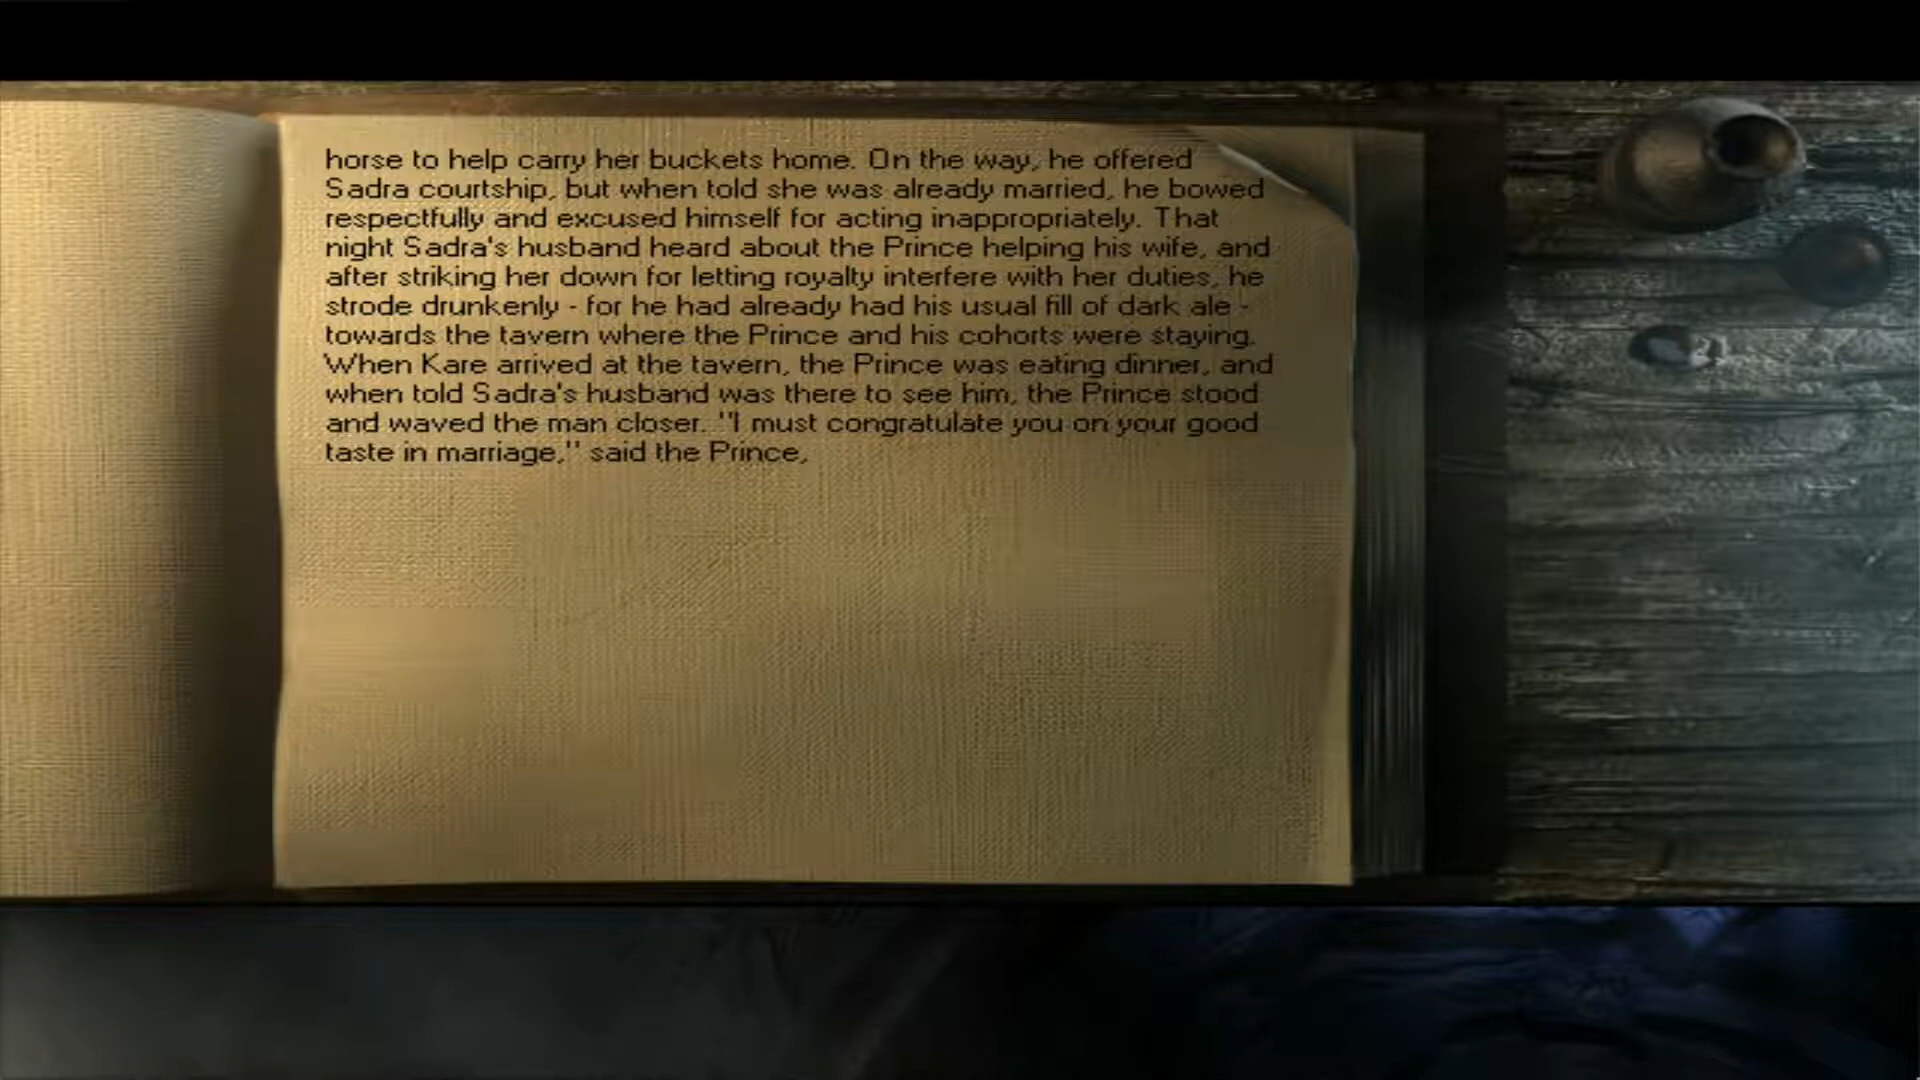 horse to help carry her buckets home. On the way, he offered
Sadra courtship, but when told she was already married, he bowed
respectfully and excused himself for acting inappropriately. That
night Sadra's husband heard about the Prince helping his wife, and
after striking her down for letting royalty interfere with her duties, he
strode drunkenly - for he had already had his usual fill of dark ale -
towards the tavern where the Prince and his cohorts were staying.
When Kare arrived at the tavern, the Prince was eating dinner, and
when told Sadra's husband was there to see him, the Prince stood
and waved the man closer. "I must congratulate you on your good
taste in marriage," said the Prince,